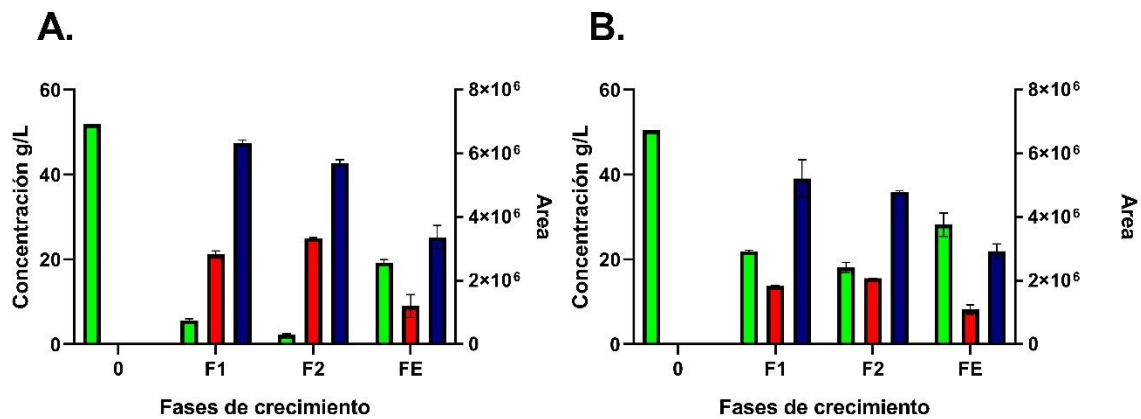 A.
60
40
20
0
Concentración g/L
8×10⁶
6×10⁶
4×10⁶
2×10⁶
0
Area
0 F1 F2 FE
Fases de crecimiento
B.
60
40
20
0
Concentración g/L
8×10⁶
6×10⁶
4×10⁶
2×10⁶
0
Area
0 F1 F2 FE
Fases de crecimiento